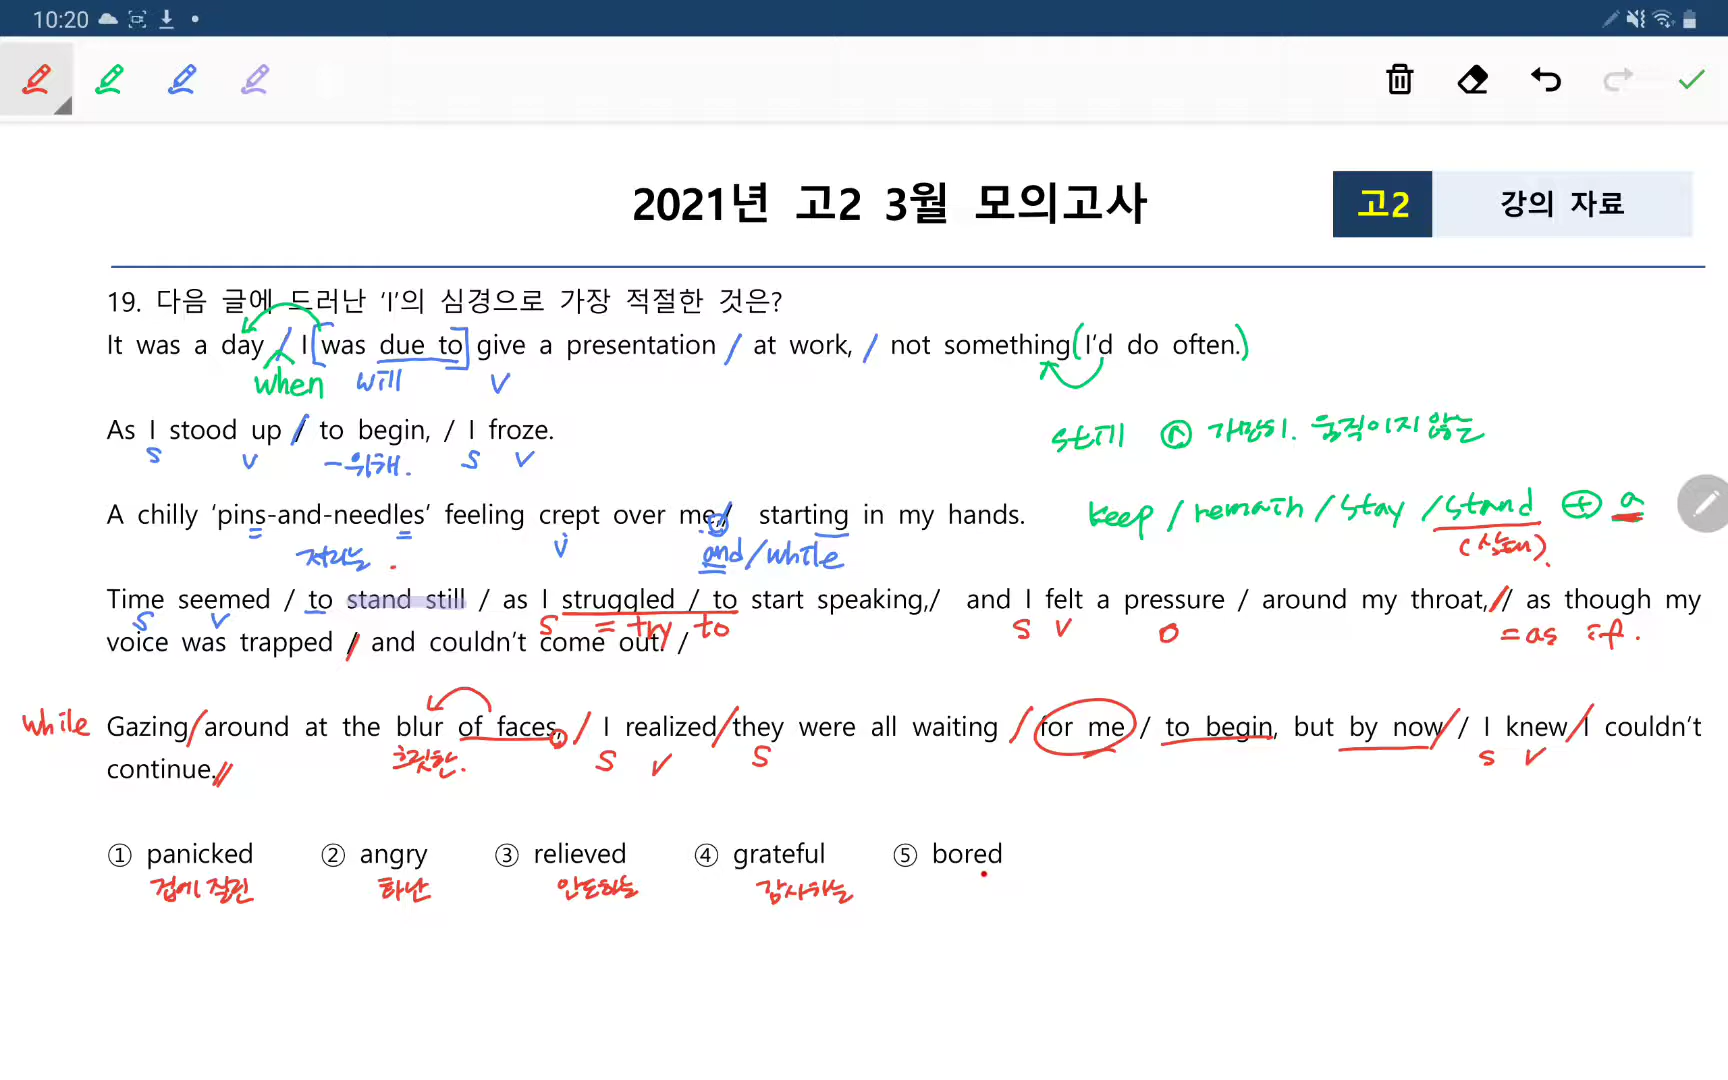 10:20
2021년 고2 3월 모의고사
고2 강의 자료
19. 다음 글에 드러난 ‘I’의 심경으로 가장 적절한 것은?
It was a day / I [was due to] give a presentation / at work, / not something (I’d do often.)
when will V
As I stood up / to begin, / I froze.
S V ~위해. S V
still ⓐ 가만히. 움직이지 않는
A chilly ‘pins-and-needles’ feeling crept over me, / starting in my hands.
저리는. V and/while
keep / remain / stay / stand ⊕ a
(상태).
Time seemed / to stand still / as I struggled / to start speaking,/ and I felt a pressure / around my throat, // as though my
S V S = try to S V O = as if.
voice was trapped / and couldn’t come out. /
while Gazing / around at the blur of faces, / I realized / they were all waiting / for me / to begin, but by now / / I knew / I couldn’t
흐릿한. S V S S V
continue. //
① panicked ② angry ③ relieved ④ grateful ⑤ bored
겁에 질린 화난 안도하는 감사하는